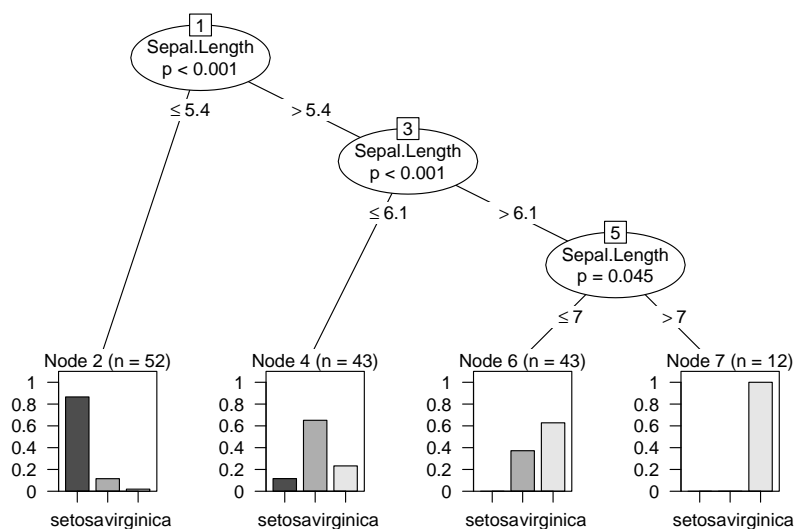 1
Sepal.Length
p < 0.001
≤ 5.4
> 5.4
3
Sepal.Length
p < 0.001
≤ 6.1
> 6.1
5
Sepal.Length
p = 0.045
≤ 7
> 7
Node 2 (n = 52)
1
0.8
0.6
0.4
0.2
0
setosavirginica
Node 4 (n = 43)
1
0.8
0.6
0.4
0.2
0
setosavirginica
Node 6 (n = 43)
1
0.8
0.6
0.4
0.2
0
setosavirginica
Node 7 (n = 12)
1
0.8
0.6
0.4
0.2
0
setosavirginica